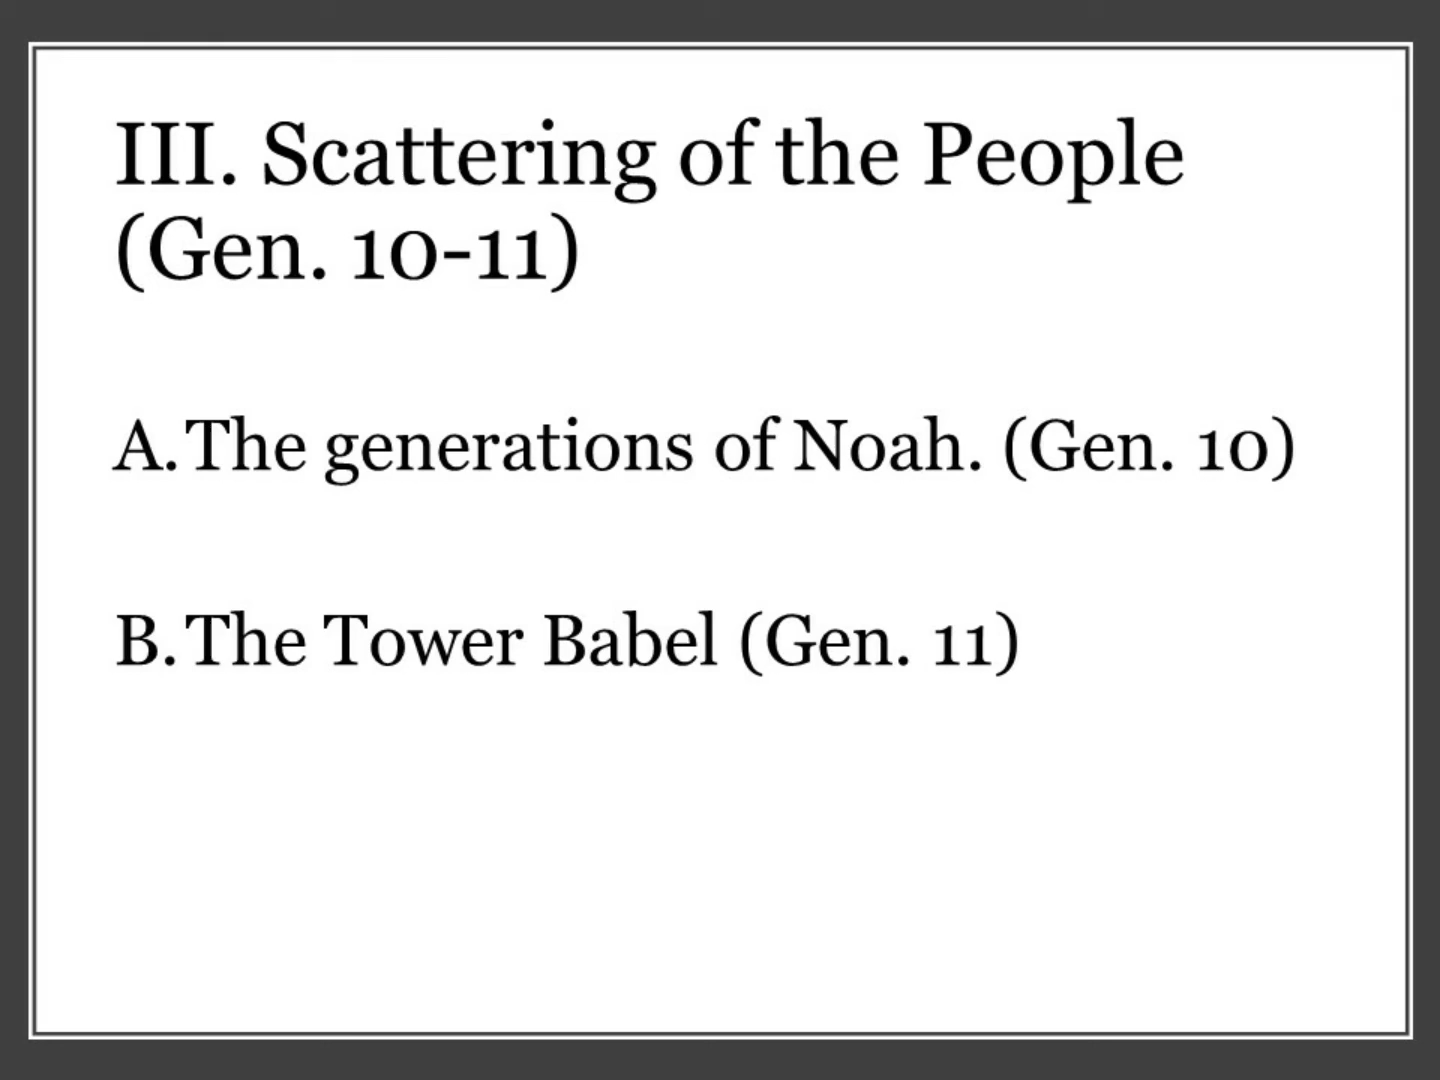 III. Scattering of the People
(Gen. 10-11)
A.The generations of Noah. (Gen. 10)
B.The Tower Babel (Gen. 11)